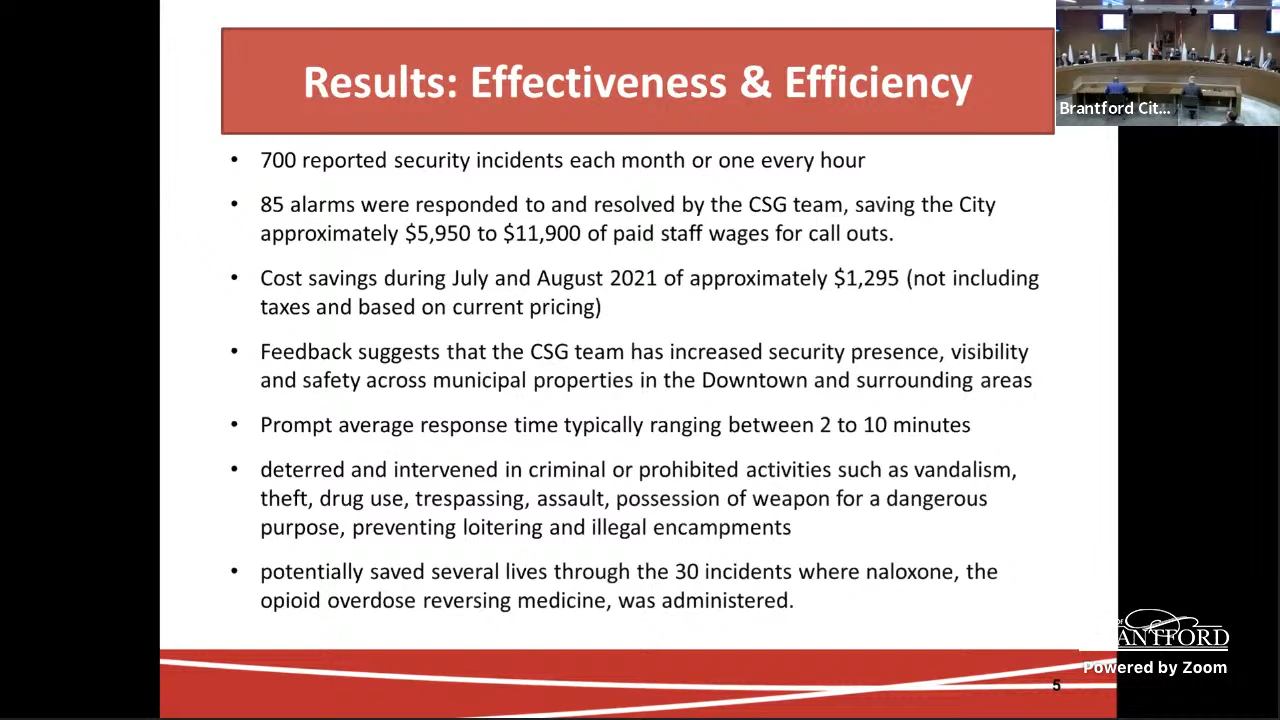 Results: Effectiveness & Efficiency
Brantford Cit...
• 700 reported security incidents each month or one every hour
• 85 alarms were responded to and resolved by the CSG team, saving the City
approximately $5,950 to $11,900 of paid staff wages for call outs.
• Cost savings during July and August 2021 of approximately $1,295 (not including
taxes and based on current pricing)
• Feedback suggests that the CSG team has increased security presence, visibility
and safety across municipal properties in the Downtown and surrounding areas
• Prompt average response time typically ranging between 2 to 10 minutes
• deterred and intervened in criminal or prohibited activities such as vandalism,
theft, drug use, trespassing, assault, possession of weapon for a dangerous
purpose, preventing loitering and illegal encampments
• potentially saved several lives through the 30 incidents where naloxone, the
opioid overdose reversing medicine, was administered.
ANTFORD
Powered by Zoom
5